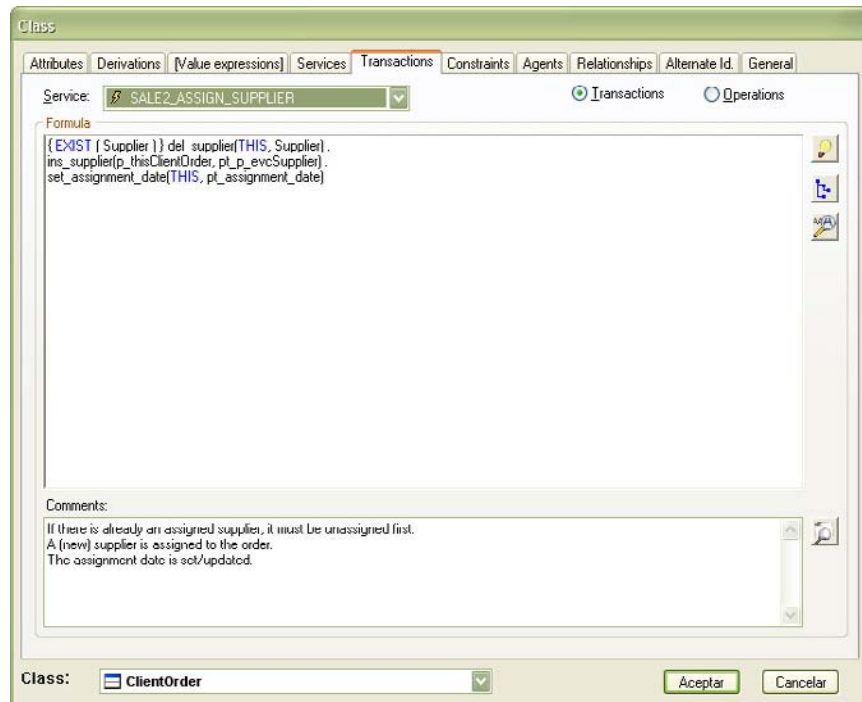 Class
Attributes Derivations [Value expressions] Services Transactions Constraints Agents Relationships Alternate Id. General
Service: SALE2_ASSIGN_SUPPLIER Transactions Operations
Formula
{ EXIST ( Supplier ) } del_supplier(THIS, Supplier) .
ins_supplier(p_thisClientOrder, pt_p_evcSupplier) .
set_assignment_date(THIS, pt_assignment_date)
Comments:
If there is already an assigned supplier, it must be unassigned first.
A (new) supplier is assigned to the order.
The assignment date is set/updated.
Class: ClientOrder Aceptar Cancelar